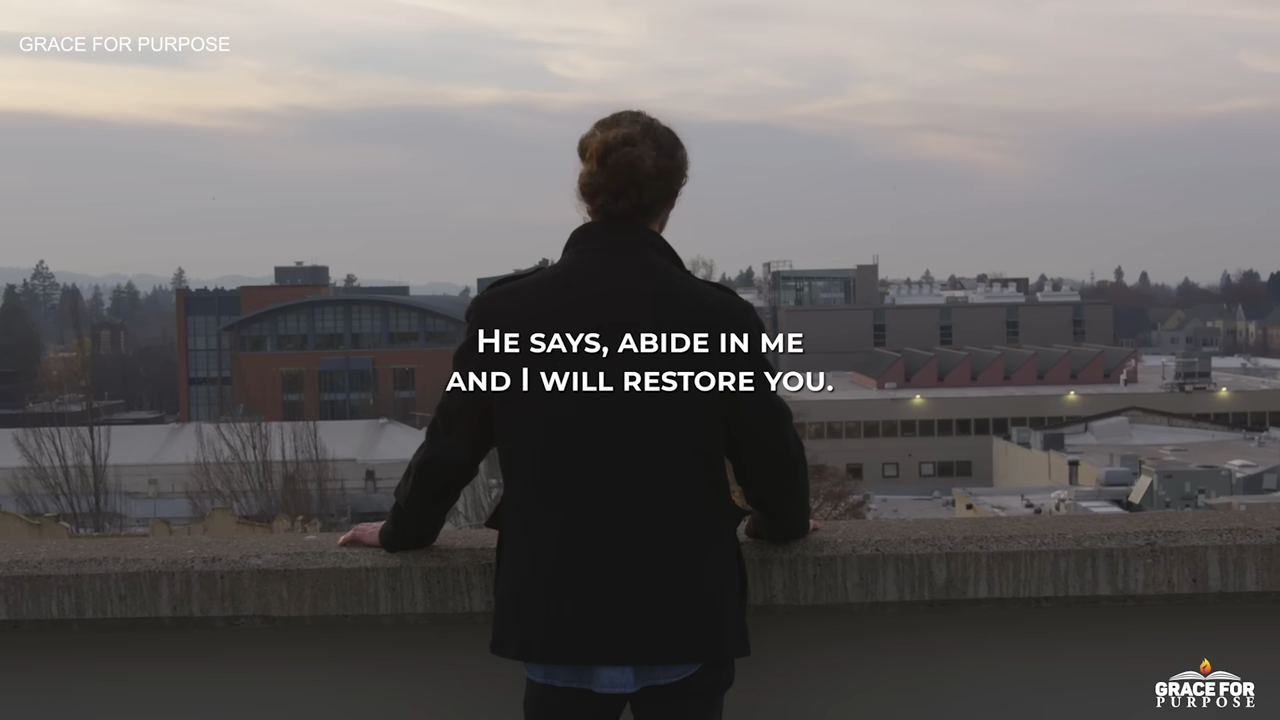 GRACE FOR PURPOSE
He says, abide in me
and I will restore you.
GRACE FOR
PURPOSE